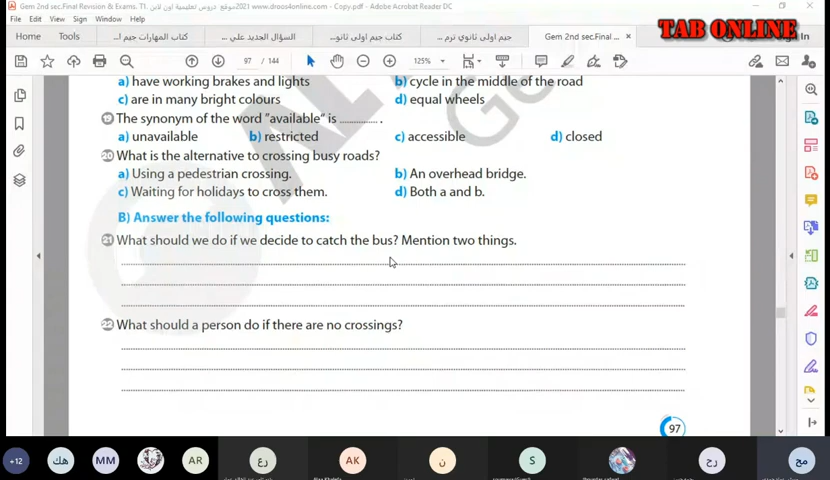 Gem 2nd sec.Final Revision & Exams. T1. موقع دروس تعليمية اون لاين www.droos4online.com 2021 - Copy.pdf - Adobe Acrobat Reader DC
File Edit View Sign Window Help
Home Tools كتاب المهارات جيم ا... السؤال الجديد علي ... كتاب جيم اولى ثانو... جيم اولى ثانوي ترم ... Gem 2nd sec.Final ... × In
TAB ONLINE
97 / 144 125%
a) have working brakes and lights b) cycle in the middle of the road
c) are in many bright colours d) equal wheels
19 The synonym of the word “available” is ............... .
a) unavailable b) restricted c) accessible d) closed
20 What is the alternative to crossing busy roads?
a) Using a pedestrian crossing. b) An overhead bridge.
c) Waiting for holidays to cross them. d) Both a and b.
B) Answer the following questions:
21 What should we do if we decide to catch the bus? Mention two things.
22 What should a person do if there are no crossings?
97
+12 هك MM AR رع AK ن S رح مح